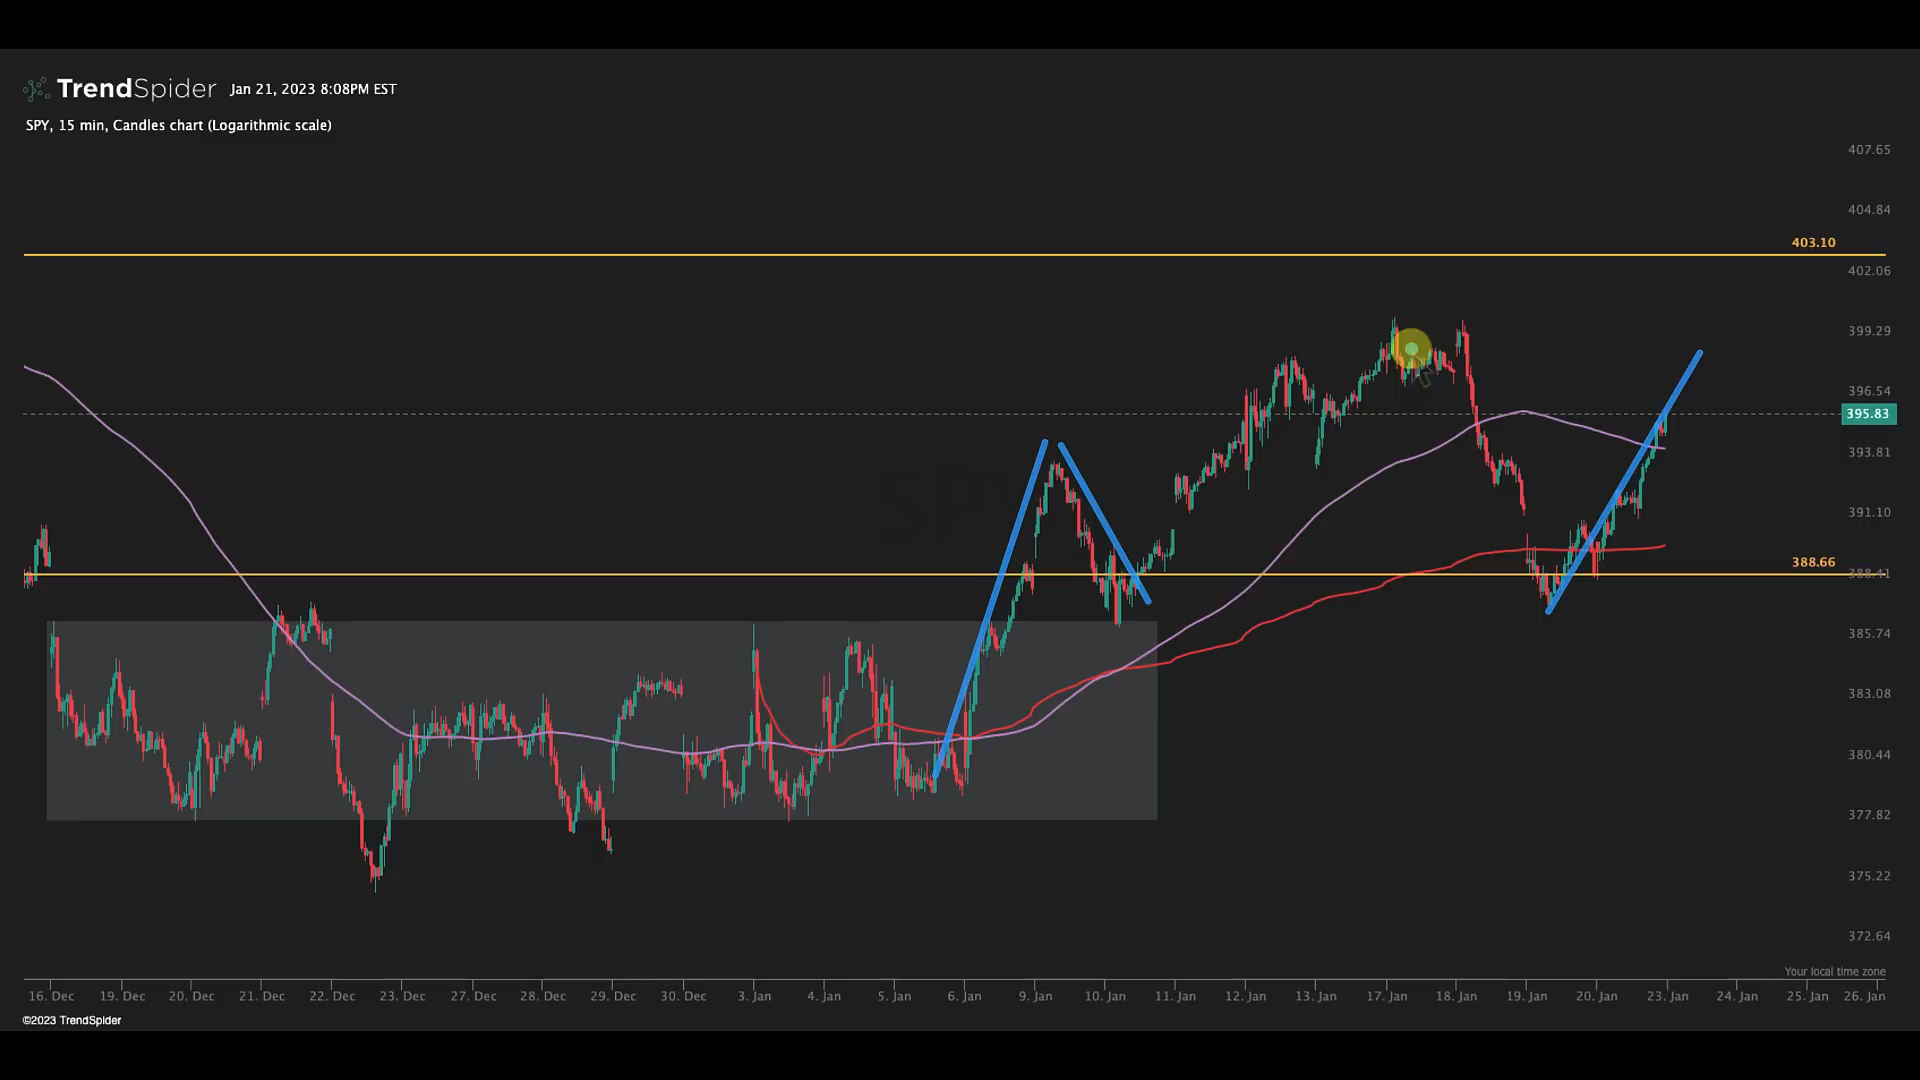 TrendSpider Jan 21, 2023 8:08PM EST
SPY, 15 min, Candles chart (Logarithmic scale)
407.65
404.84
403.10
402.06
399.29
396.54
395.83
393.81
SPY
391.10
388.66
388.41
385.74
383.08
380.44
377.82
375.22
372.64
Your local time zone
16. Dec 19. Dec 20. Dec 21. Dec 22. Dec 23. Dec 27. Dec 28. Dec 29. Dec 30. Dec 3. Jan 4. Jan 5. Jan 6. Jan 9. Jan 10. Jan 11. Jan 12. Jan 13. Jan 17. Jan 18. Jan 19. Jan 20. Jan 23. Jan 24. Jan 25. Jan 26. Jan
©2023 TrendSpider